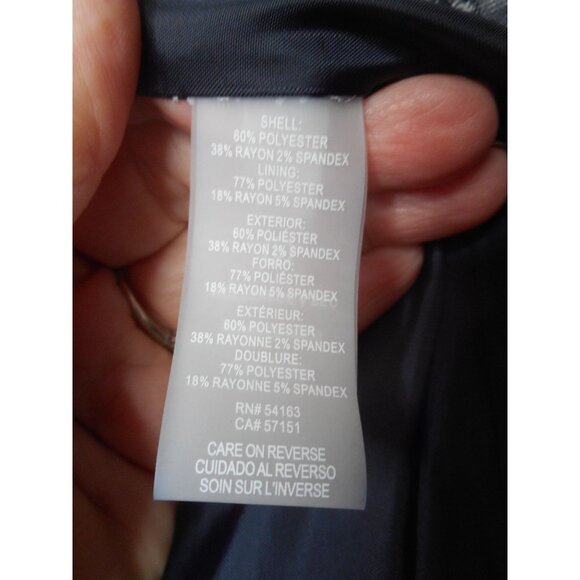 SHELL:
60% POLYESTER
38% RAYON 2% SPANDEX
LINING:
77% POLYESTER
18% RAYON 5% SPANDEX
EXTERIOR:
60% POLIÉSTER
38% RAYON 2% SPANDEX
FORRO:
77% POLIÉSTER
18% RAYON 5% SPANDEX
EXTÉRIEUR:
60% POLYESTER
38% RAYONNE 2% SPANDEX
DOUBLURE:
77% POLYESTER
18% RAYONNE 5% SPANDEX
RN# 54163
CA# 57151
CARE ON REVERSE
CUIDADO AL REVERSO
SOIN SUR L'INVERSE